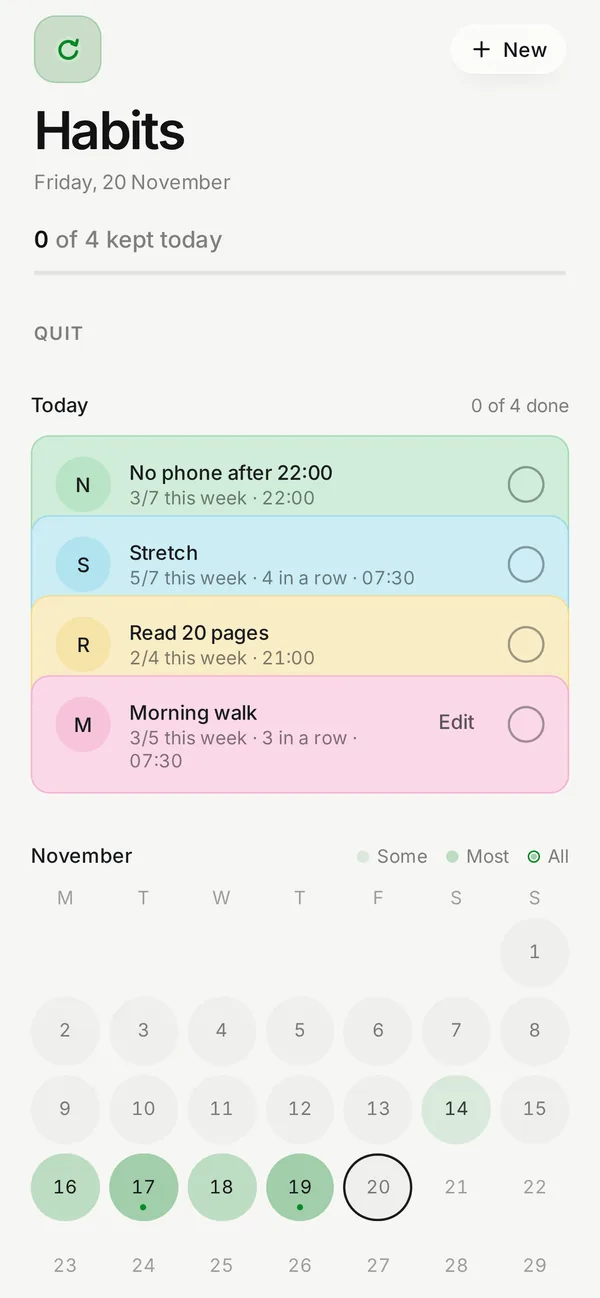 New
Habits
Friday, 20 November
0 of 4 kept today
QUIT
Today 0 of 4 done
N No phone after 22:00
3/7 this week · 22:00
S Stretch
5/7 this week · 4 in a row · 07:30
R Read 20 pages
2/4 this week · 21:00
M Morning walk Edit
3/5 this week · 3 in a row ·
07:30
November Some Most All
M T W T F S S
1
2 3 4 5 6 7 8
9 10 11 12 13 14 15
16 17 18 19 20 21 22
23 24 25 26 27 28 29